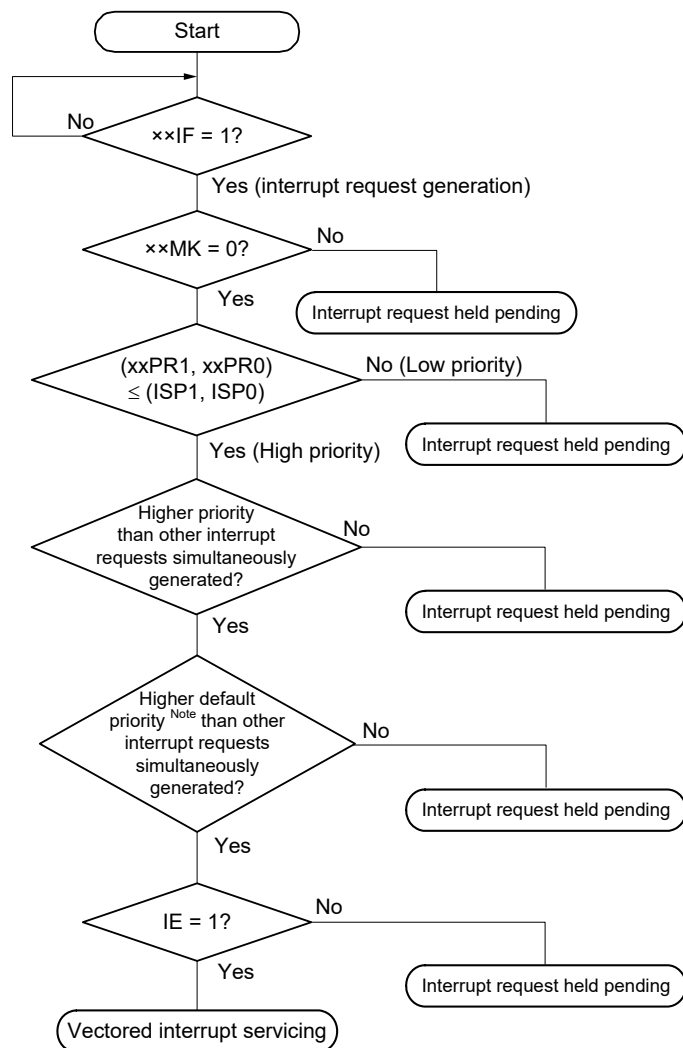 Start
No
××IF = 1?
Yes (interrupt request generation)
××MK = 0?
No
Yes
Interrupt request held pending
(xxPR1, xxPR0)
≤ (ISP1, ISP0)
No (Low priority)
Yes (High priority)
Interrupt request held pending
Higher priority
than other interrupt
requests simultaneously
generated?
No
Yes
Interrupt request held pending
Higher default
priority Note than other
interrupt requests
simultaneously
generated?
No
Yes
Interrupt request held pending
IE = 1?
No
Yes
Interrupt request held pending
Vectored interrupt servicing